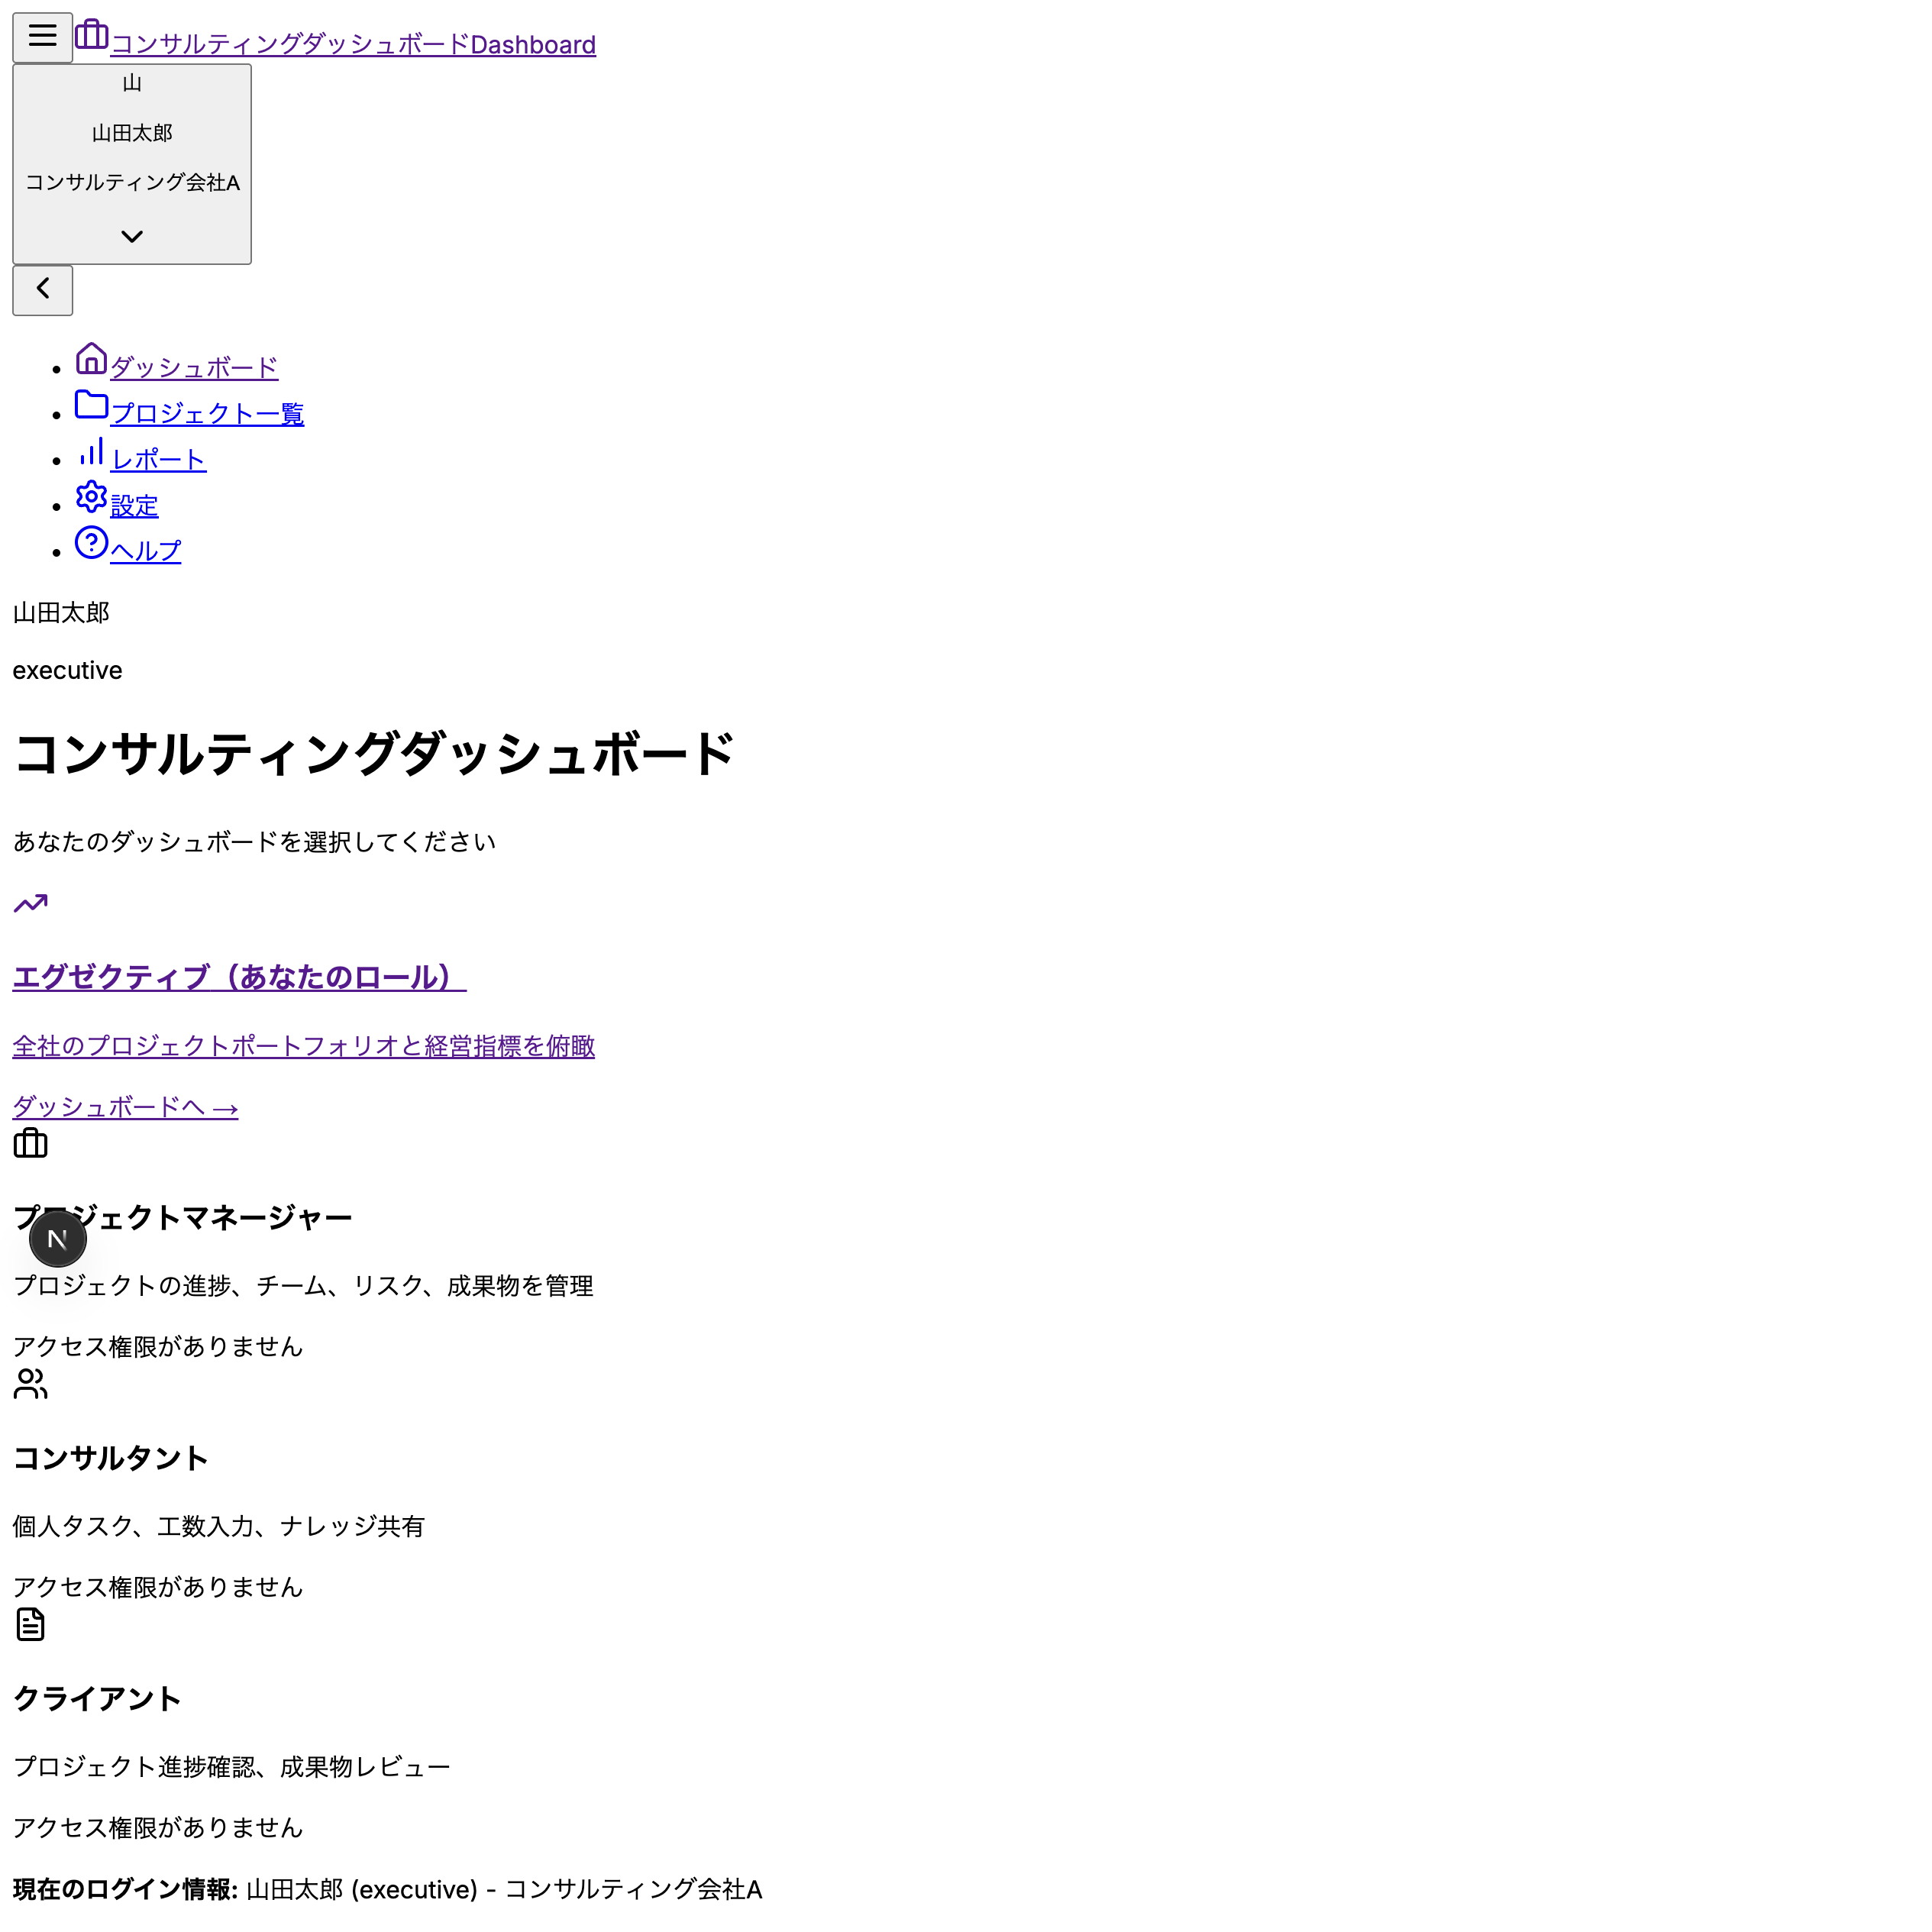 コンサルティングダッシュボードDashboard
山
山田太郎
コンサルティング会社A
ダッシュボード
プロジェクト一覧
レポート
設定
ヘルプ
山田太郎
executive
コンサルティングダッシュボード
あなたのダッシュボードを選択してください
エグゼクティブ（あなたのロール）
全社のプロジェクトポートフォリオと経営指標を俯瞰
ダッシュボードへ →
プロジェクトマネージャー
N
プロジェクトの進捗、チーム、リスク、成果物を管理
アクセス権限がありません
コンサルタント
個人タスク、工数入力、ナレッジ共有
アクセス権限がありません
クライアント
プロジェクト進捗確認、成果物レビュー
アクセス権限がありません
現在のログイン情報: 山田太郎 (executive) - コンサルティング会社A